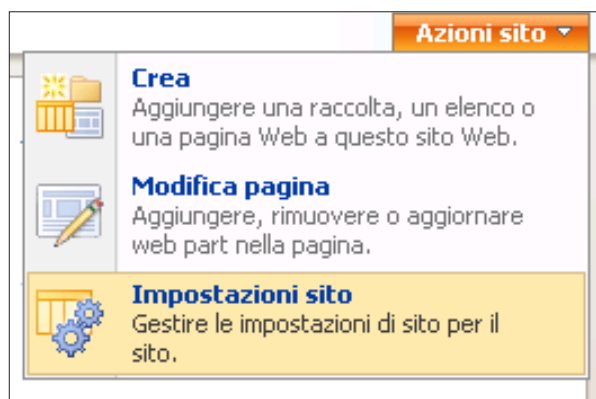 Azioni sito
Crea
Aggiungere una raccolta, un elenco o
una pagina Web a questo sito Web.
Modifica pagina
Aggiungere, rimuovere o aggiornare
web part nella pagina.
Impostazioni sito
Gestire le impostazioni di sito per il
sito.